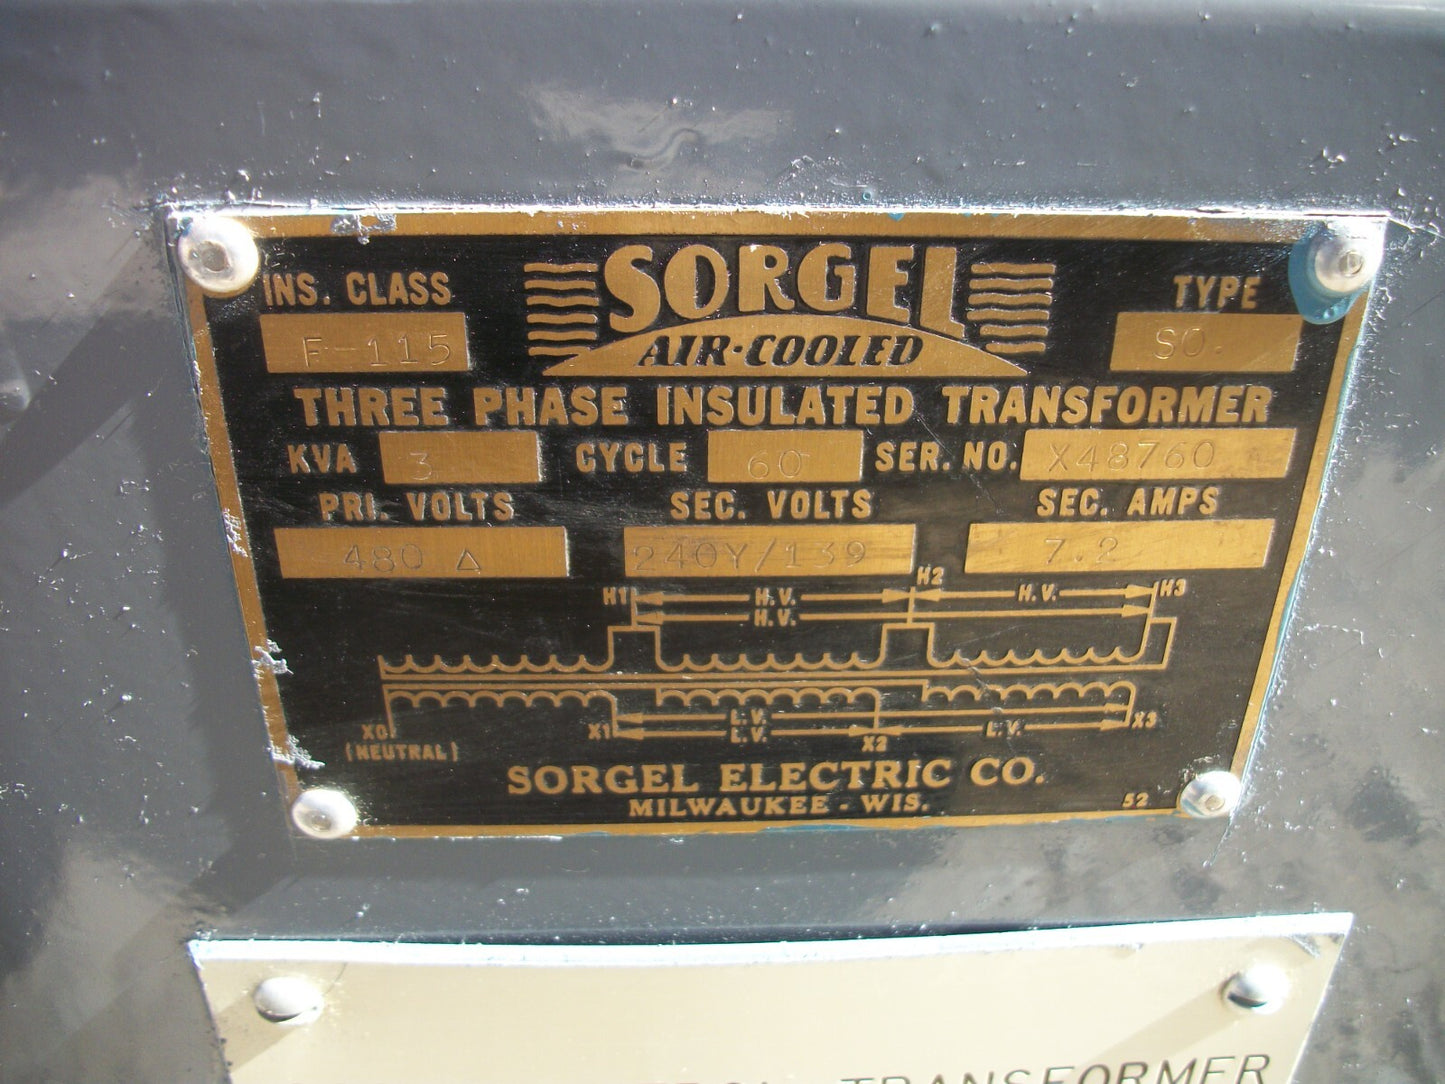 SORGEL
AIR-COOLED
INS. CLASS
F-115
TYPE
SO.
THREE PHASE INSULATED TRANSFORMER
KVA 3 CYCLE 60 SER. NO. X48760
PRI. VOLTS SEC. VOLTS SEC. AMPS
480 Δ 240Y/139 7.2
H1 H.V. H2 H.V. H3
H.V.
L.V.
X0 X1 L.V. X2 L.V. X3
(NEUTRAL)
SORGEL ELECTRIC CO.
MILWAUKEE - WIS. 52
TRANSFORMER